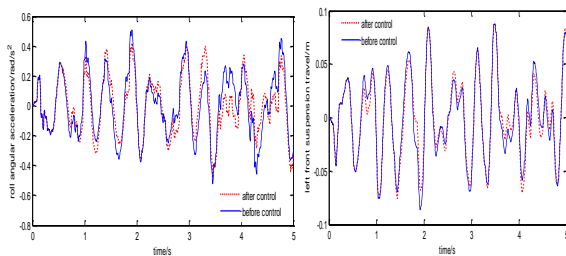 roll angular acceleration/rad/s²
0.8
0.6
0.4
0.2
0
-0.2
-0.4
-0.6
-0.8
0 1 2 3 4 5
time/s
after control
before control
left front suspension travel/m
0.1
0.05
0
-0.05
-0.1
0 1 2 3 4 5
time/s
after control
before control